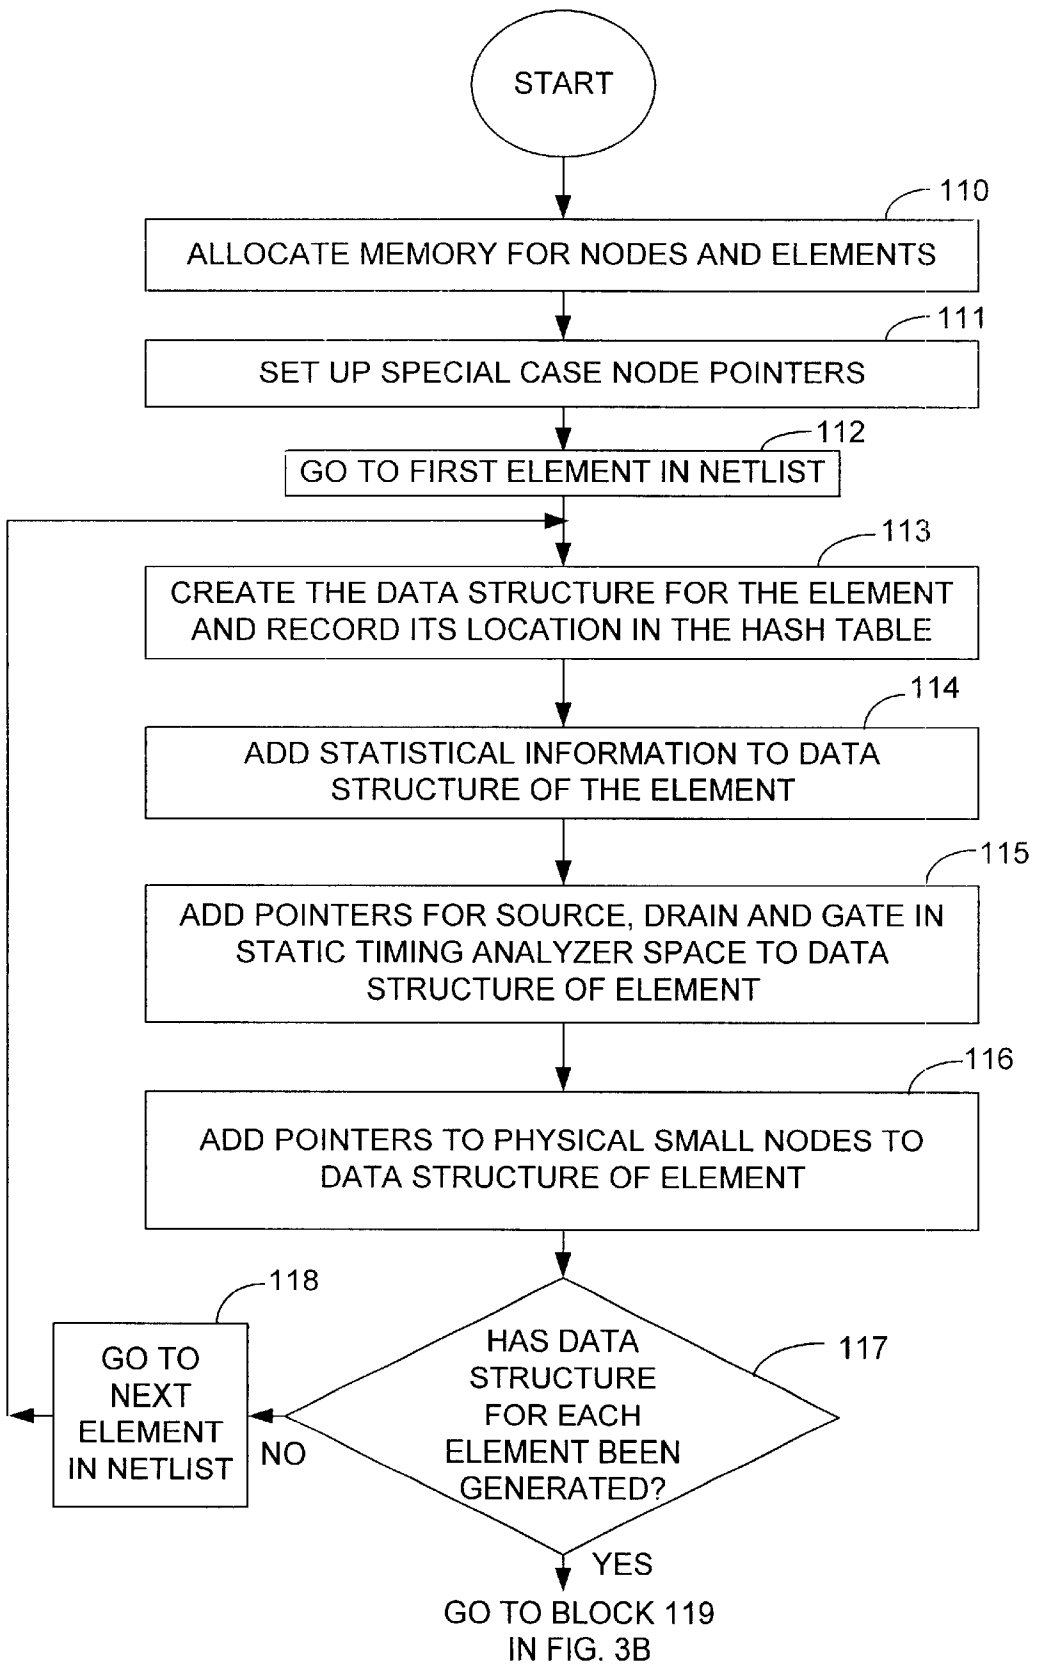 START
110
ALLOCATE MEMORY FOR NODES AND ELEMENTS
111
SET UP SPECIAL CASE NODE POINTERS
112
GO TO FIRST ELEMENT IN NETLIST
113
CREATE THE DATA STRUCTURE FOR THE ELEMENT
AND RECORD ITS LOCATION IN THE HASH TABLE
114
ADD STATISTICAL INFORMATION TO DATA
STRUCTURE OF THE ELEMENT
115
ADD POINTERS FOR SOURCE, DRAIN AND GATE IN
STATIC TIMING ANALYZER SPACE TO DATA
STRUCTURE OF ELEMENT
116
ADD POINTERS TO PHYSICAL SMALL NODES TO
DATA STRUCTURE OF ELEMENT
117
HAS DATA
STRUCTURE
FOR EACH
ELEMENT BEEN
GENERATED?
NO
118
GO TO
NEXT
ELEMENT
IN NETLIST
YES
GO TO BLOCK 119
IN FIG. 3B